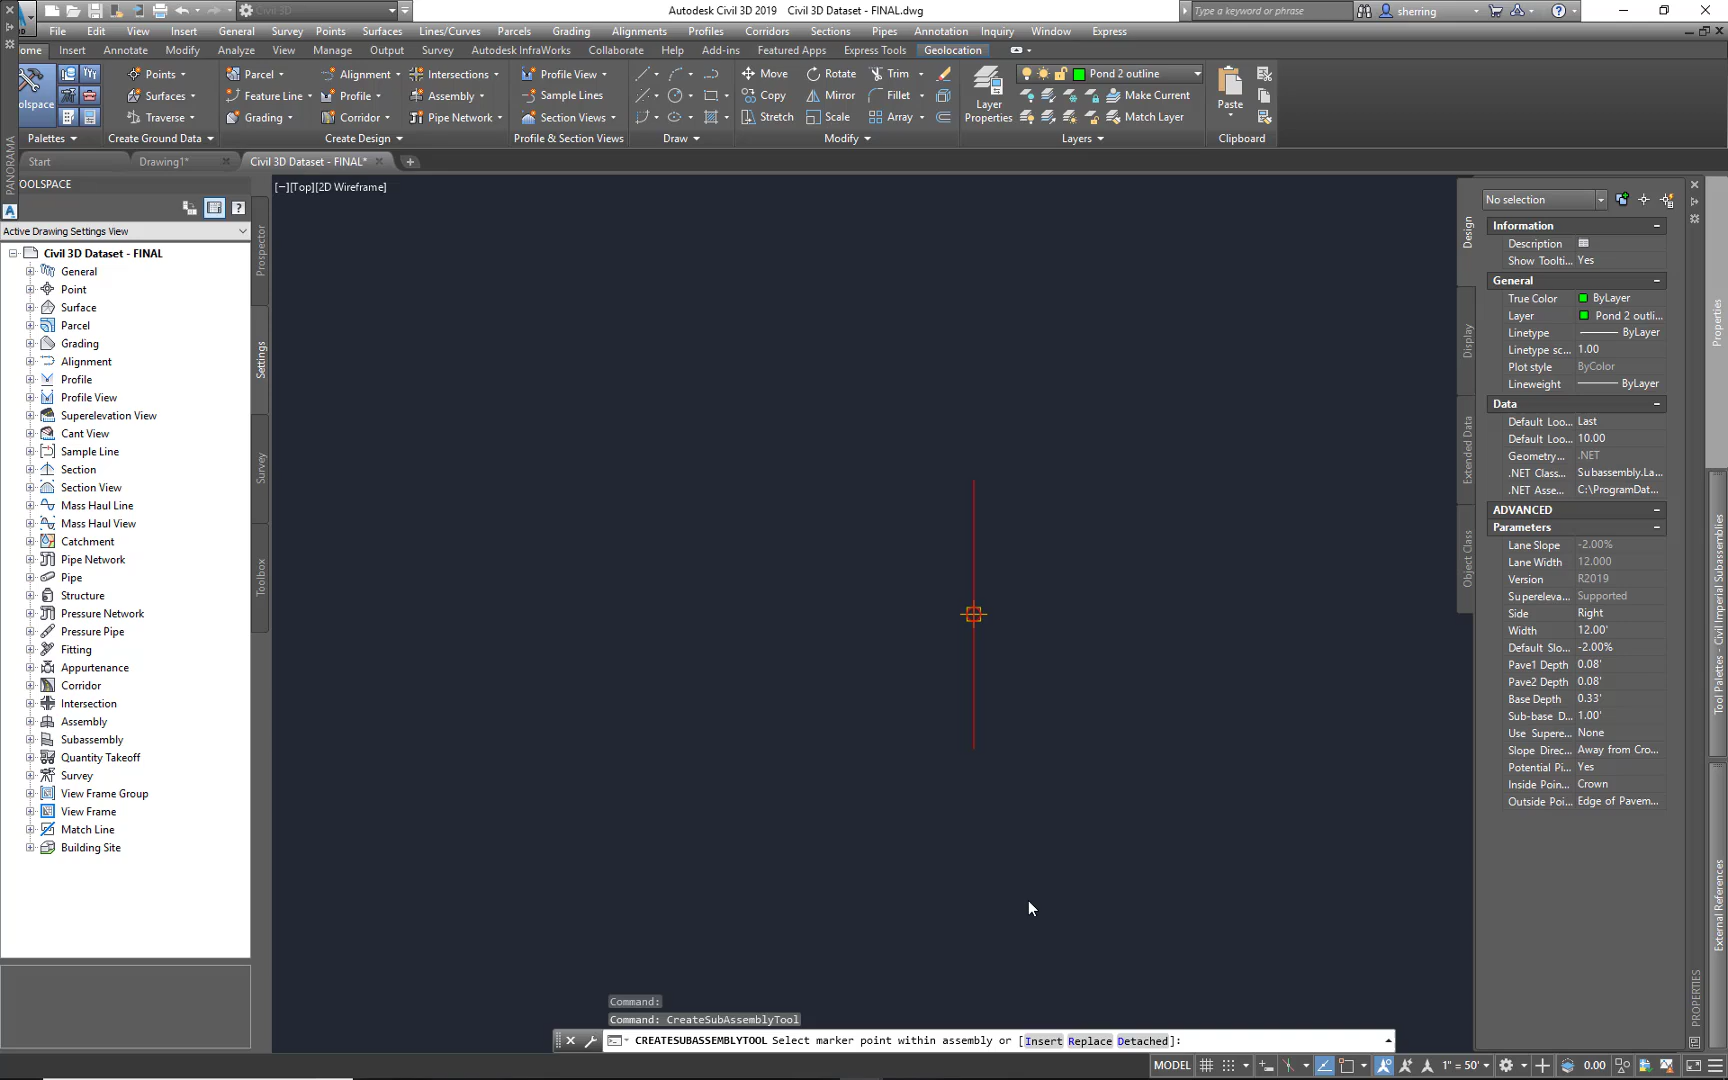 Civil 3D
Autodesk Civil 3D 2019 Civil 3D Dataset - FINAL.dwg
Type a keyword or phrase
sherring
File Edit View Insert General Survey Points Surfaces Lines/Curves Parcels Grading Alignments Profiles Corridors Sections Pipes Annotation Inquiry Window Express
ome Insert Annotate Modify Analyze View Manage Output Survey Autodesk InfraWorks Collaborate Help Add-ins Featured Apps Express Tools Geolocation
Points Parcel Alignment Intersections Profile View Move Rotate Trim Pond 2 outline
olspace Surfaces Feature Line Profile Assembly Sample Lines Copy Mirror Fillet Layer Properties Make Current Paste
Traverse Grading Corridor Pipe Network Section Views Stretch Scale Array Match Layer
Palettes Create Ground Data Create Design Profile & Section Views Draw Modify Layers Clipboard
Start Drawing1* Civil 3D Dataset - FINAL*
PANORAMA
OOLSPACE
Active Drawing Settings View
Civil 3D Dataset - FINAL
General
Point
Surface
Parcel
Grading
Alignment
Profile
Profile View
Superelevation View
Cant View
Sample Line
Section
Section View
Mass Haul Line
Mass Haul View
Catchment
Pipe Network
Pipe
Structure
Pressure Network
Pressure Pipe
Fitting
Appurtenance
Corridor
Intersection
Assembly
Subassembly
Quantity Takeoff
Survey
View Frame Group
View Frame
Match Line
Building Site
Prospector
Settings
Survey
Toolbox
[−][Top][2D Wireframe]
Command:
Command: CreateSubAssemblyTool
CREATESUBASSEMBLYTOOL Select marker point within assembly or [Insert Replace Detached]:
Design
Display
Extended Data
Object Class
No selection
Information
Description
Show Toolti... Yes
General
True Color ByLayer
Layer Pond 2 outli...
Linetype ByLayer
Linetype sc... 1.00
Plot style ByColor
Lineweight ByLayer
Data
Default Loo... Last
Default Loo... 10.00
Geometry... .NET
.NET Class... Subassembly.La...
.NET Asse... C:\ProgramDat...
ADVANCED
Parameters
Lane Slope -2.00%
Lane Width 12.000
Version R2019
Supereleva... Supported
Side Right
Width 12.00'
Default Slo... -2.00%
Pave1 Depth 0.08'
Pave2 Depth 0.08'
Base Depth 0.33'
Sub-base D... 1.00'
Use Supere... None
Slope Direc... Away from Cro...
Potential Pi... Yes
Inside Poin... Crown
Outside Poi... Edge of Pavem...
PROPERTIES
Properties
Tool Palettes - Civil Imperial Subassemblies
External References
MODEL 1" = 50' 0.00